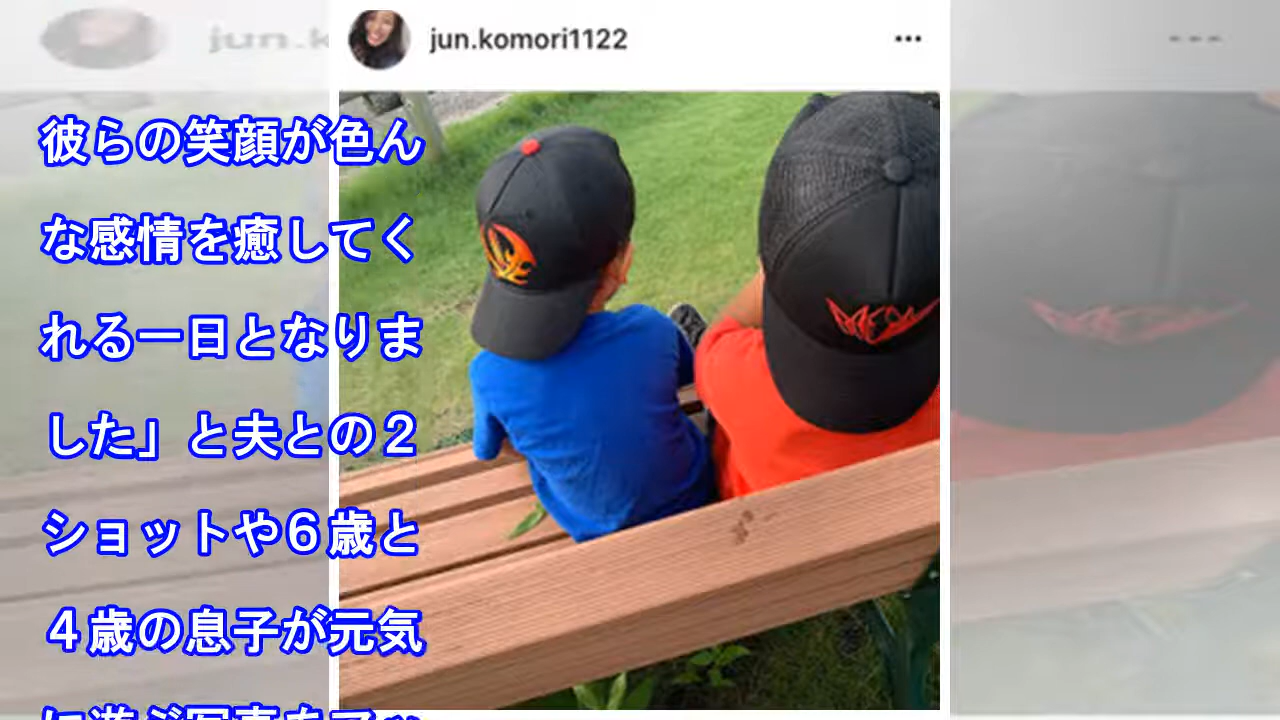 jun.komori1122
彼らの笑顔が色ん
な感情を癒してく
れる一日となりま
した」と夫との２
ショットや６歳と
４歳の息子が元気